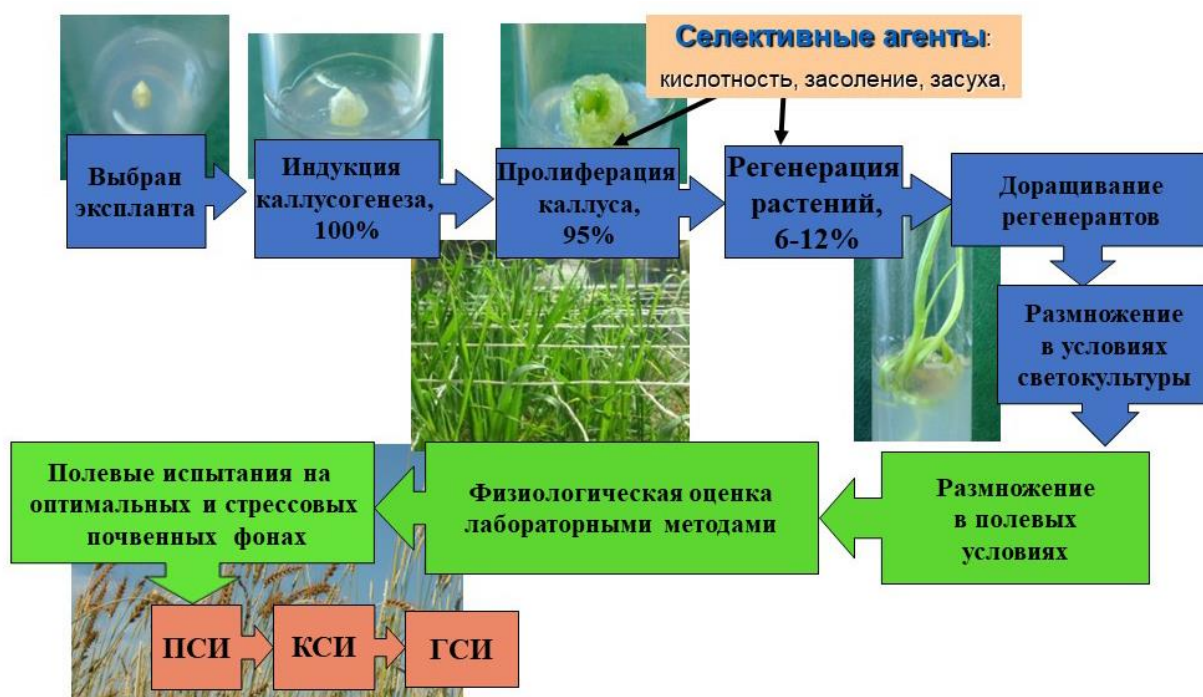 Селективные агенты:
кислотность, засоление, засуха,
Выбран
экспланта
Индукция
каллусогенеза,
100%
Пролиферация
каллуса,
95%
Регенерация
растений,
6-12%
Доращивание
регенерантов
Размножение
в условиях
светокультуры
Размножение
в полевых
условиях
Физиологическая оценка
лабораторными методами
Полевые испытания на
оптимальных и стрессовых
почвенных фонах
ПСИ
КСИ
ГСИ